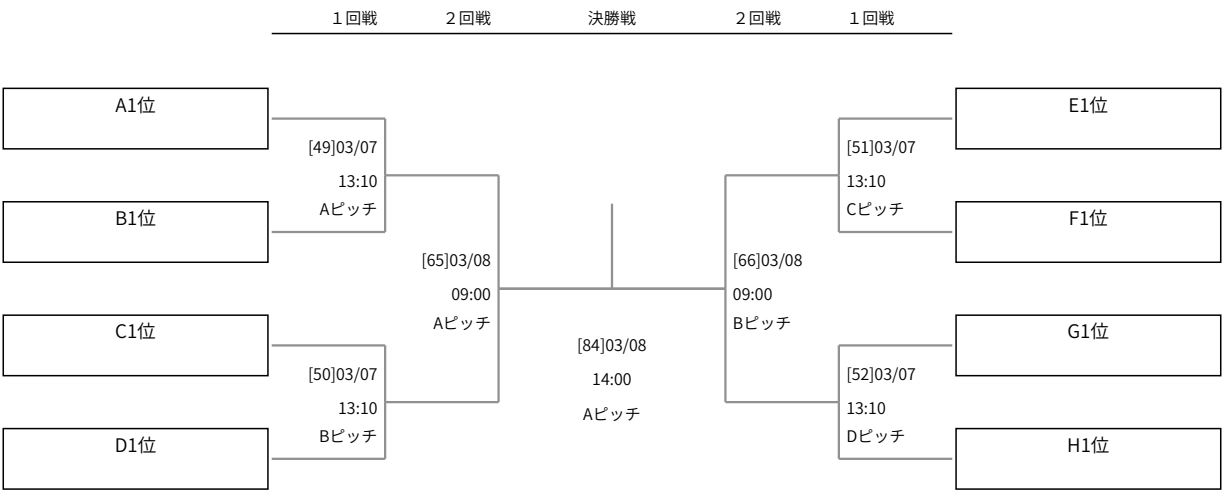 １回戦 ２回戦 決勝戦 ２回戦 １回戦
A1位
[49]03/07
13:10
Aピッチ
B1位
[65]03/08
09:00
Aピッチ
C1位
[50]03/07
13:10
Bピッチ
D1位
[84]03/08
14:00
Aピッチ
E1位
[51]03/07
13:10
Cピッチ
F1位
[66]03/08
09:00
Bピッチ
G1位
[52]03/07
13:10
Dピッチ
H1位